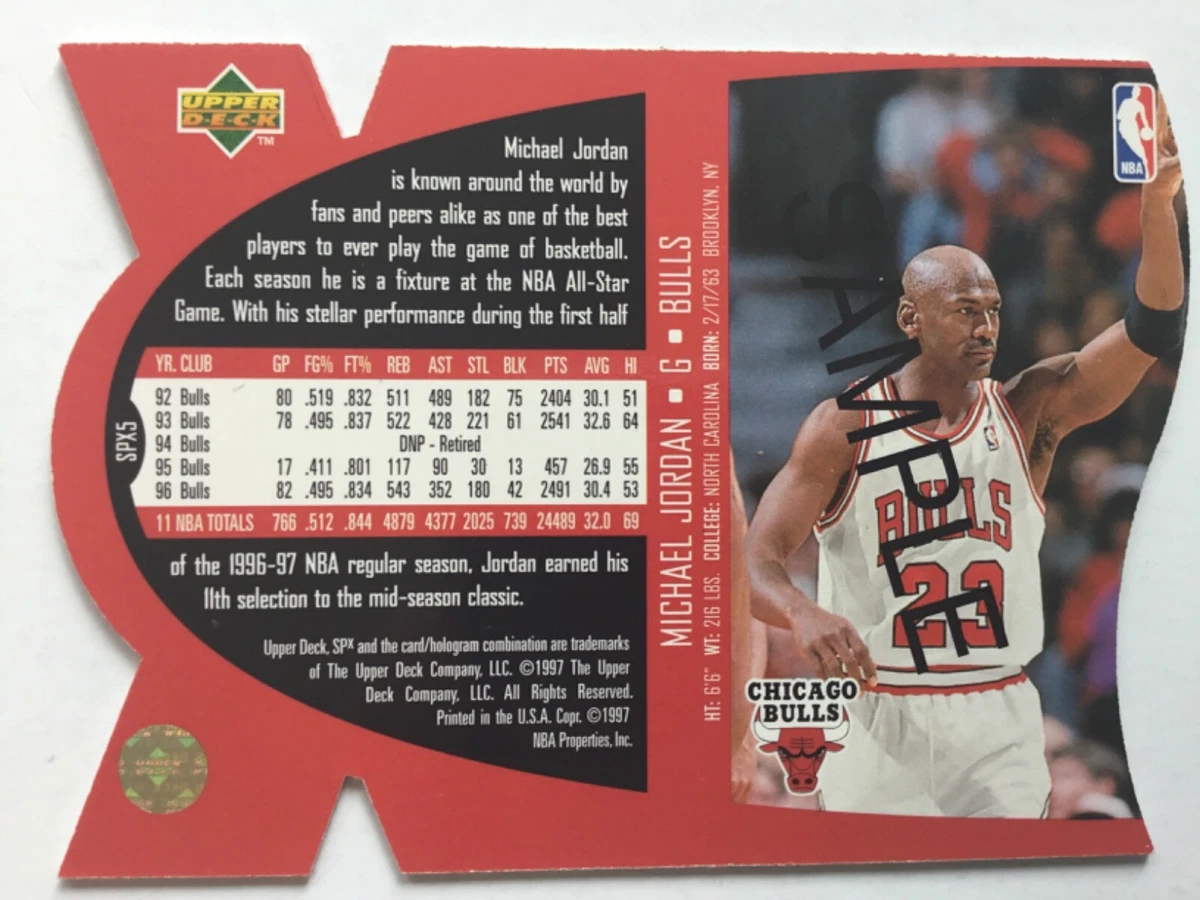 UPPER
D·E·C·K
TM
Michael Jordan
is known around the world by
fans and peers alike as one of the best
players to ever play the game of basketball.
Each season he is a fixture at the NBA All-Star
Game. With his stellar performance during the first half
YR. CLUB GP FG% FT% REB AST STL BLK PTS AVG HI
92 Bulls 80 .519 .832 511 489 182 75 2404 30.1 51
93 Bulls 78 .495 .837 522 428 221 61 2541 32.6 64
94 Bulls DNP - Retired
95 Bulls 17 .411 .801 117 90 30 13 457 26.9 55
96 Bulls 82 .495 .834 543 352 180 42 2491 30.4 53
11 NBA TOTALS 766 .512 .844 4879 4377 2025 739 24489 32.0 69
SPX5
of the 1996-97 NBA regular season, Jordan earned his
11th selection to the mid-season classic.
Upper Deck, SPx and the card/hologram combination are trademarks
of The Upper Deck Company, LLC. ©1997 The Upper
Deck Company, LLC. All Rights Reserved.
Printed in the U.S.A. Copr. ©1997
NBA Properties, Inc.
UPPER
DECK
MICHAEL JORDAN ▪ G ▪ BULLS
HT: 6'6" WT: 216 LBS. COLLEGE: NORTH CAROLINA BORN: 2/17/63 BROOKLYN, NY
NBA
SAMPLE
BULLS
23
CHICAGO
BULLS